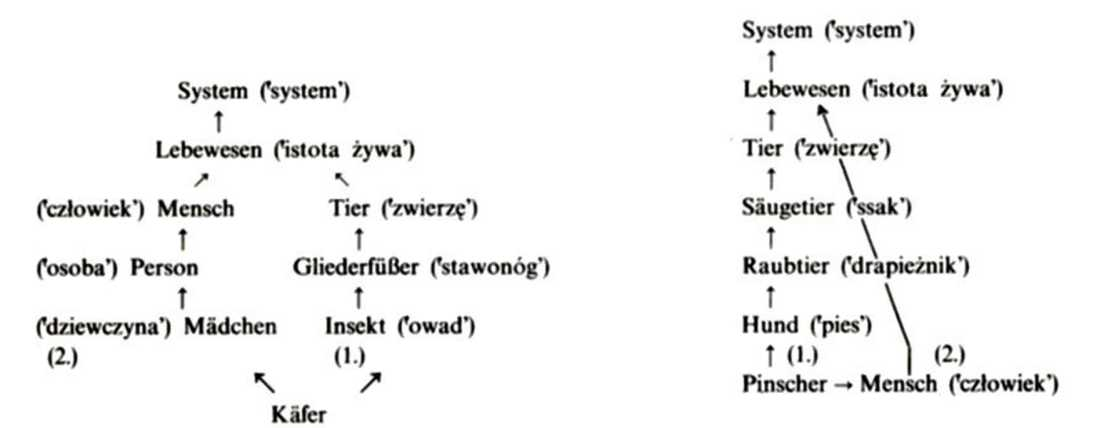 System ('system')
↑
Lebewesen ('istota żywa')
↗ ↖
('człowiek') Mensch Tier ('zwierzę')
↑ ↑
('osoba') Person Gliederfüßer ('stawonóg')
↑ ↑
('dziewczyna') Mädchen Insekt ('owad')
(2.) (1.)
↖ ↗
Käfer
System ('system')
↑
Lebewesen ('istota żywa')
↑
Tier ('zwierzę')
↑
Säugetier ('ssak')
↑
Raubtier ('drapieżnik')
↑
Hund ('pies')
↑ (1.) (2.)
Pinscher → Mensch ('człowiek')